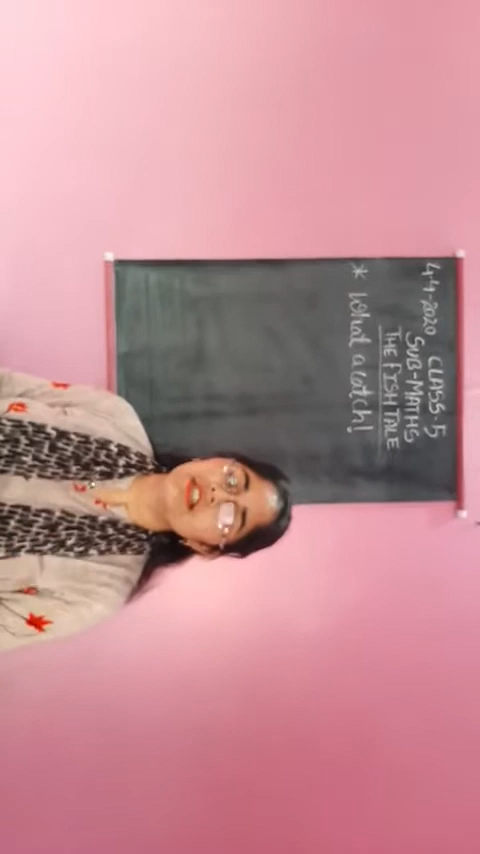 4-4-2020 CLASS-5
SUB-MATHS
THE FISH TALE
* What a catch!